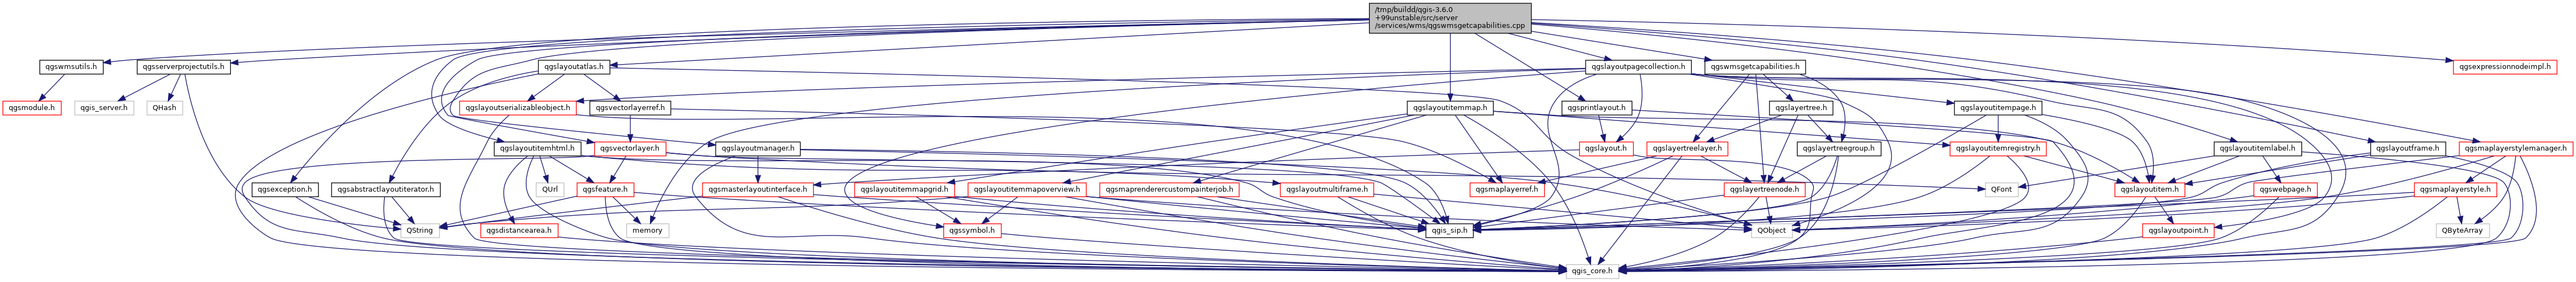 /tmp/buildd/qgis-3.6.0
+99unstable/src/server
/services/wms/qgswmsgetcapabilities.cpp
qgswmsutils.h
qgsserverprojectutils.h
qgslayoutatlas.h
qgslayoutpagecollection.h
qgswmsgetcapabilities.h
qgsexpressionnodeimpl.h
qgsmodule.h
qgis_server.h
QHash
qgslayoutserializableobject.h
qgsvectorlayerref.h
qgslayoutitemmap.h
qgsprintlayout.h
qgslayertree.h
qgslayoutitempage.h
qgslayoutitemhtml.h
qgsvectorlayer.h
qgslayoutmanager.h
qgslayout.h
qgslayertreelayer.h
qgslayertreegroup.h
qgslayoutitemregistry.h
qgslayoutitemlabel.h
qgslayoutframe.h
qgsmaplayerstylemanager.h
qgsexception.h
qgsabstractlayoutiterator.h
QUrl
qgsfeature.h
qgsmasterlayoutinterface.h
qgslayoutitemmapgrid.h
qgslayoutitemmapoverview.h
qgsmaprenderercustompainterjob.h
qgslayoutmultiframe.h
qgsmaplayerref.h
qgslayertreenode.h
QFont
qgslayoutitem.h
qgswebpage.h
qgsmaplayerstyle.h
QString
qgsdistancearea.h
memory
qgssymbol.h
qgis_sip.h
QObject
qgslayoutpoint.h
QByteArray
qgis_core.h